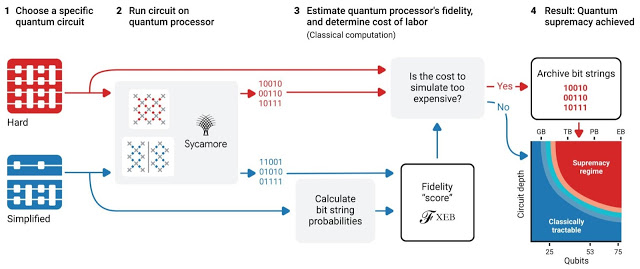 1 Choose a specific
quantum circuit
2 Run circuit on
quantum processor
3 Estimate quantum processor's fidelity,
and determine cost of labor
(Classical computation)
4 Result: Quantum
supremacy achieved
Hard
Simplified
Sycamore
10010
00110
10111
11001
01010
01111
Calculate
bit string
probabilities
Is the cost to
simulate too
expensive?
Yes
No
Fidelity
"score"
ℱ XEB
Archive bit strings
10010
00110
10111
GB TB PB EB
Circuit depth
Supremacy
regime
Classically
tractable
25 53 75
Qubits